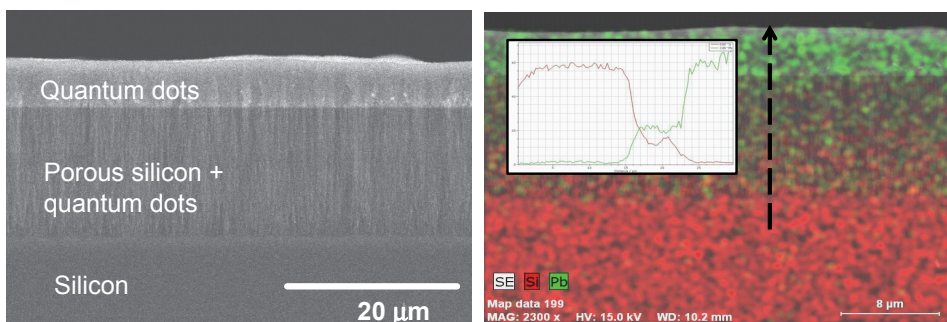 Quantum dots
Porous silicon +
quantum dots
Silicon
20 µm
SE Si Pb
Map data 199
MAG: 2300 x HV: 15.0 kV WD: 10.2 mm
8 µm